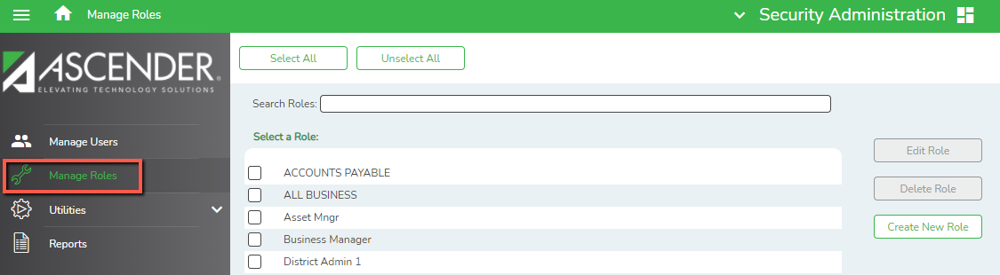 Manage Roles
Security Administration
ASCENDER®
ELEVATING TECHNOLOGY SOLUTIONS
Manage Users
Manage Roles
Utilities
Reports
Select All
Unselect All
Search Roles:
Select a Role:
ACCOUNTS PAYABLE
ALL BUSINESS
Asset Mngr
Business Manager
District Admin 1
Edit Role
Delete Role
Create New Role